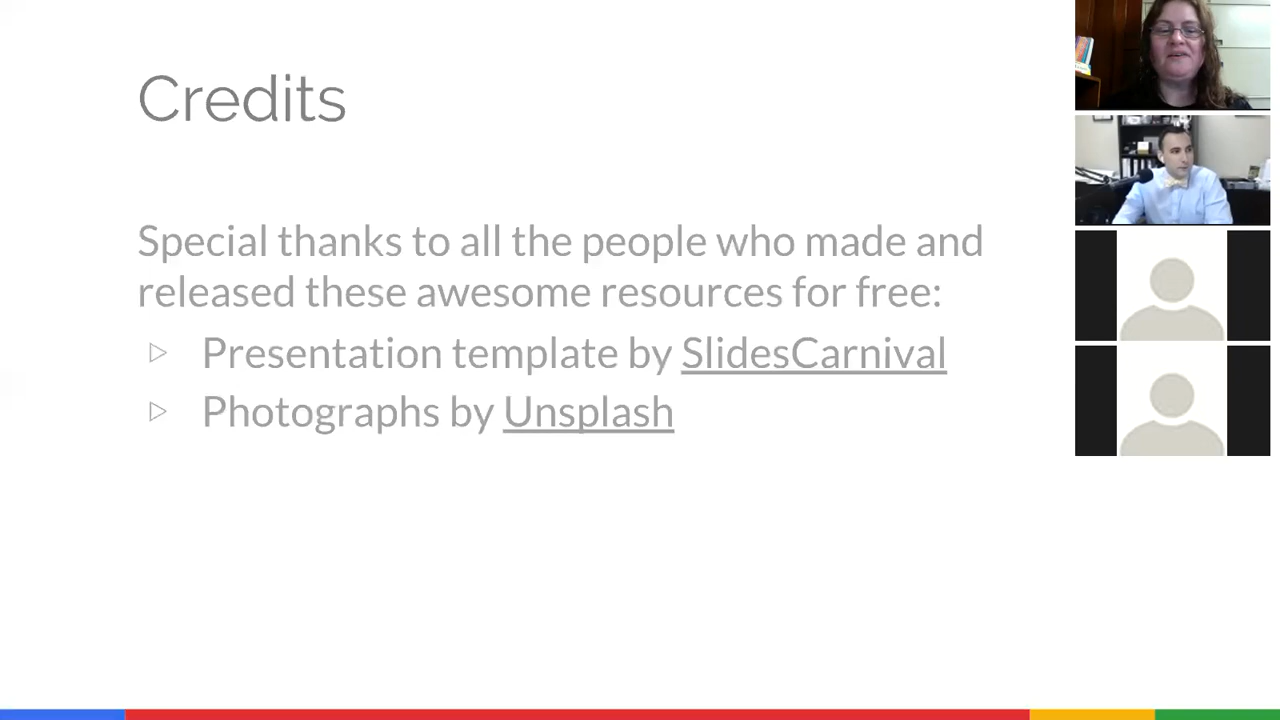 Credits
Special thanks to all the people who made and
released these awesome resources for free:
Presentation template by SlidesCarnival
Photographs by Unsplash